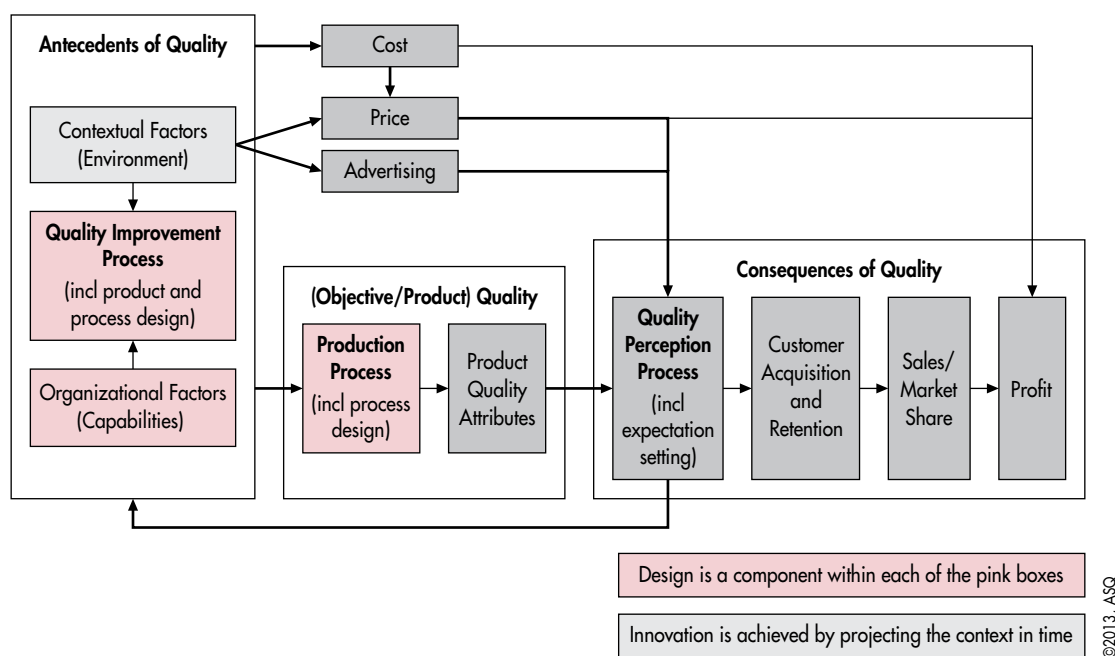 Antecedents of Quality
Contextual Factors
(Environment)
Quality Improvement
Process
(incl product and
process design)
Organizational Factors
(Capabilities)
Cost
Price
Advertising
(Objective/Product) Quality
Production
Process
(incl process
design)
Product
Quality
Attributes
Consequences of Quality
Quality
Perception
Process
(incl
expectation
setting)
Customer
Acquisition
and
Retention
Sales/
Market
Share
Profit
Design is a component within each of the pink boxes
Innovation is achieved by projecting the context in time
©2013, ASQ